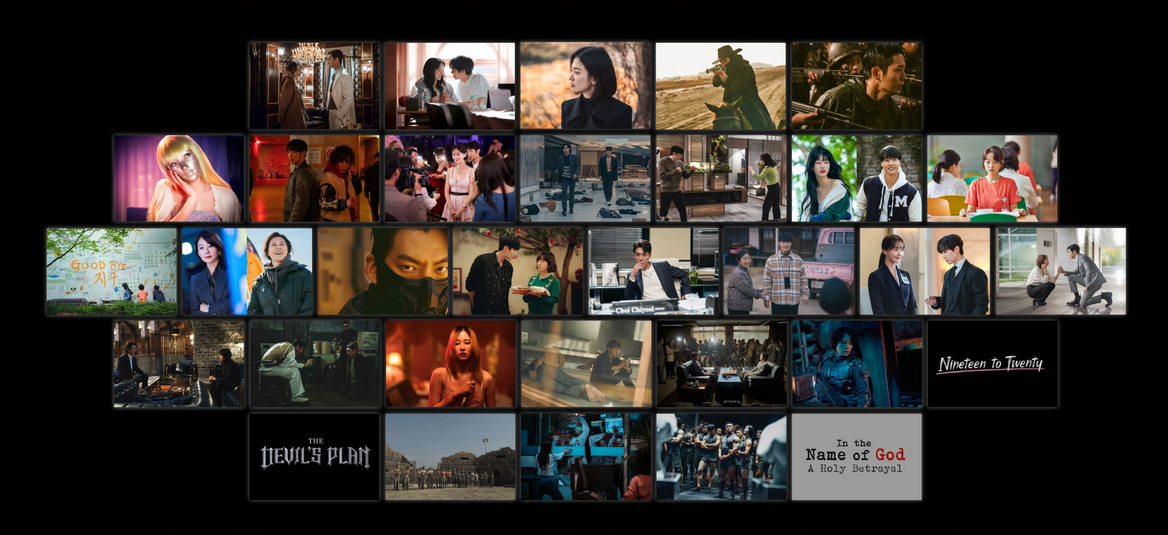 M
GOOD BYE
지구
Choi Chiyeol
Nineteen to Twenty
THE
DEVIL'S PLAN
In the
Name of God
A Holy Betrayal